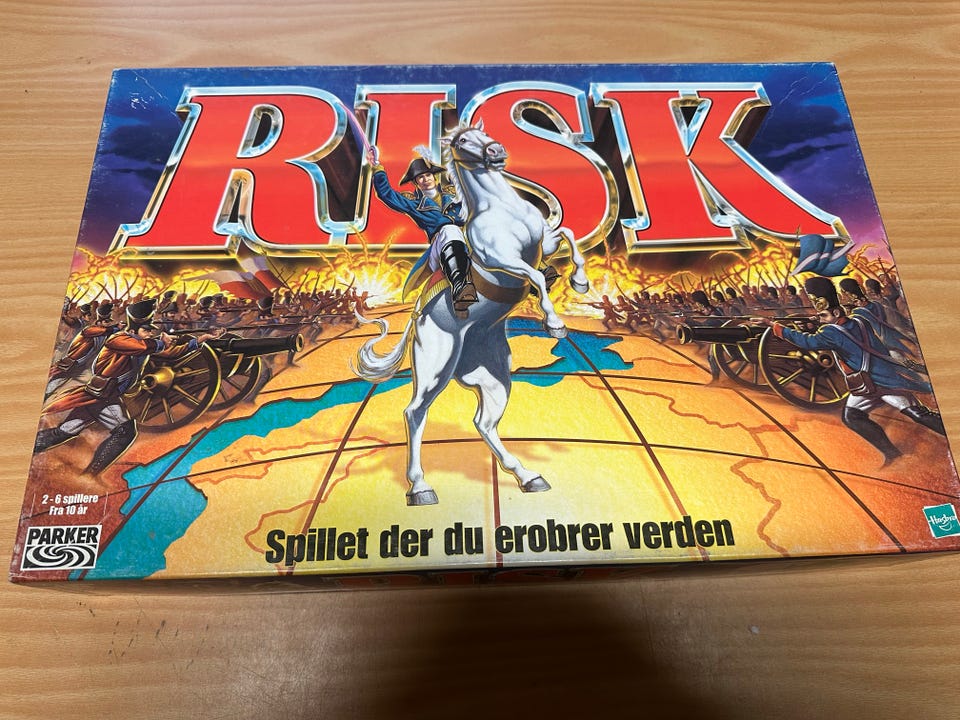 RISK
2 - 6 spillere
Fra 10 år
PARKER
Spillet der du erobrer verden
Hasbro